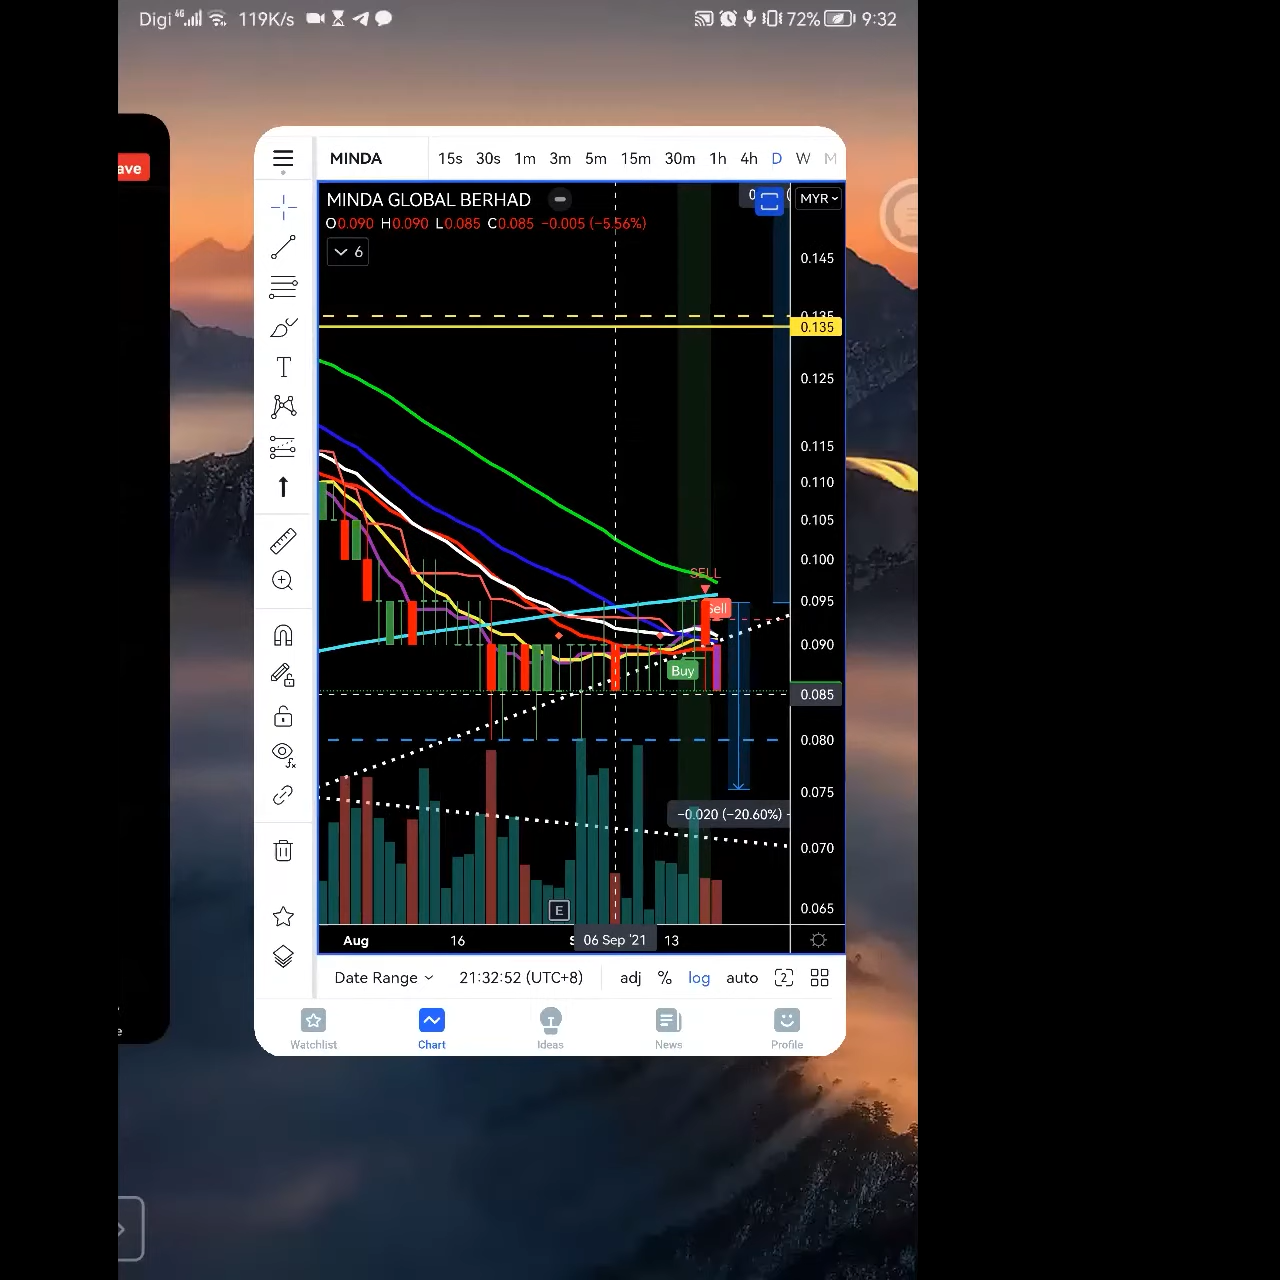 Digi 4G 119K/s 72% 9:32
ave
MINDA 15s 30s 1m 3m 5m 15m 30m 1h 4h D W M
MINDA GLOBAL BERHAD
MYR
O0.090 H0.090 L0.085 C0.085 −0.005 (−5.56%)
6
0.145
0.135
0.135
0.125
0.115
0.110
0.105
0.100
SELL
0.095
Sell
0.090
Buy
0.085
0.080
0.075
−0.020 (−20.60%)
0.070
0.065
E
Aug 16 06 Sep '21 13
Date Range 21:32:52 (UTC+8) adj % log auto 2
Watchlist Chart Ideas News Profile